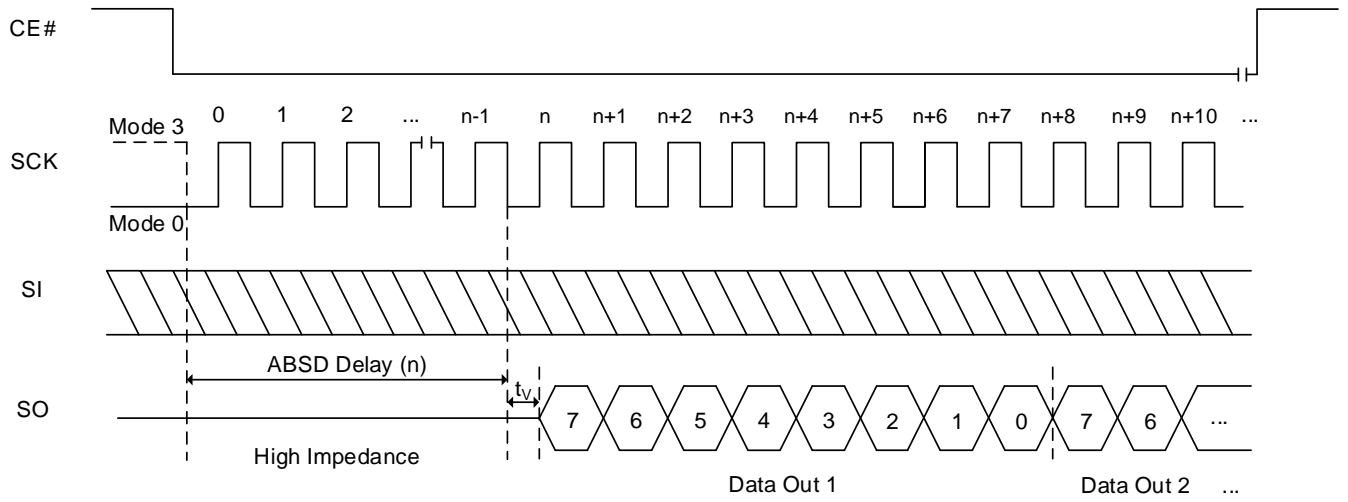 CE#
0 1 2 ... n-1 n n+1 n+2 n+3 n+4 n+5 n+6 n+7 n+8 n+9 n+10 ...
Mode 3
SCK
Mode 0
SI
ABSD Delay (n)
tV
SO
7 6 5 4 3 2 1 0 7 6 ...
High Impedance
Data Out 1 Data Out 2 ...